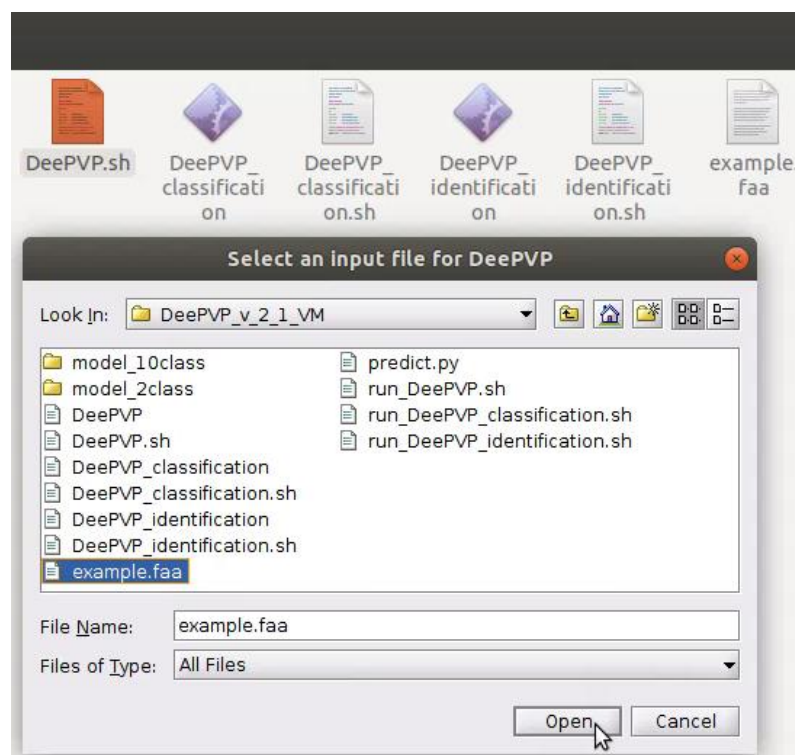 DeePVP.sh
DeePVP_
classificati
on
DeePVP_
classificati
on.sh
DeePVP_
identificati
on
DeePVP_
identificati
on.sh
example.
faa
Select an input file for DeePVP
Look In: DeePVP_v_2_1_VM
model_10class
model_2class
DeePVP
DeePVP.sh
DeePVP_classification
DeePVP_classification.sh
DeePVP_identification
DeePVP_identification.sh
example.faa
predict.py
run_DeePVP.sh
run_DeePVP_classification.sh
run_DeePVP_identification.sh
File Name: example.faa
Files of Type: All Files
Open Cancel